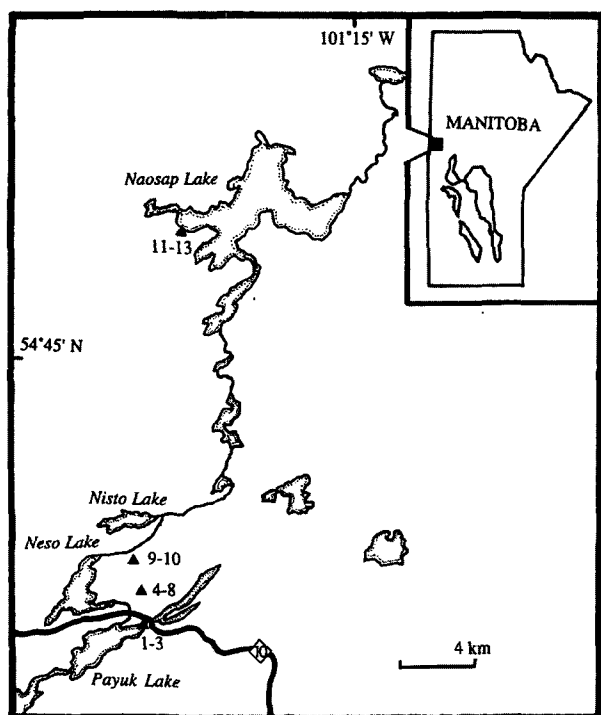 101°15' W
MANITOBA
Naosap Lake
11-13
54°45' N
Nisto Lake
Neso Lake
9-10
4-8
1-3
10
4 km
Payuk Lake